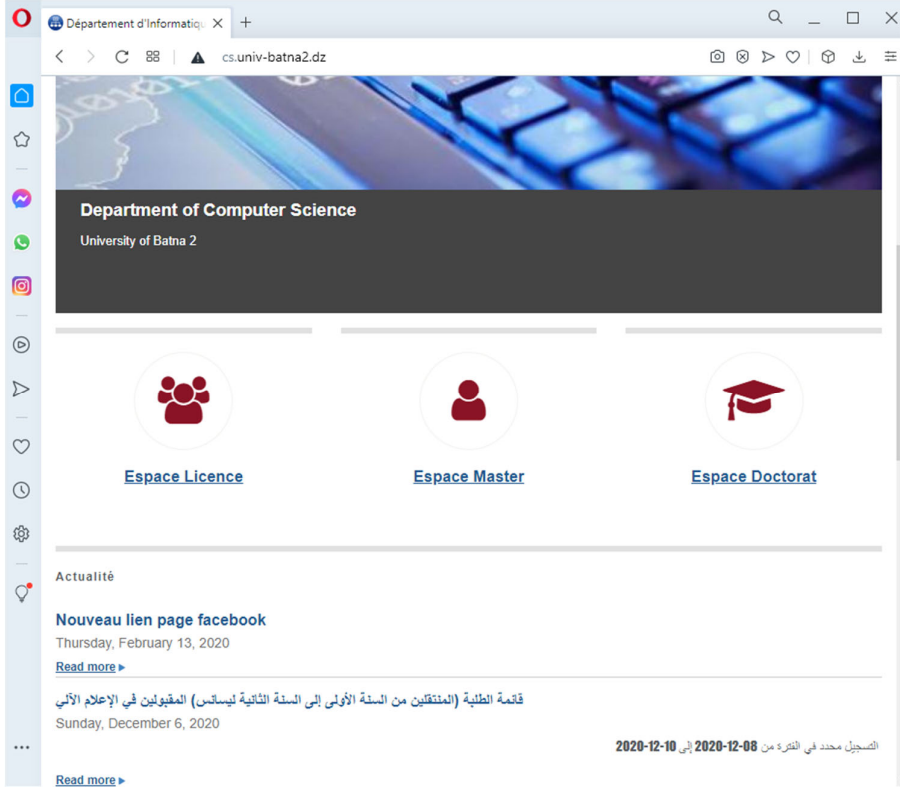 Département d'Informatiqu
cs.univ-batna2.dz
Department of Computer Science
University of Batna 2
Espace Licence
Espace Master
Espace Doctorat
Actualité
Nouveau lien page facebook
Thursday, February 13, 2020
Read more
قائمة الطلبة (المنتقلين من السنة الأولى إلى السنة الثانية ليسانس) المقبولين في الإعلام الآلي
Sunday, December 6, 2020
التسجيل محدد في الفترة من 08-12-2020 إلى 10-12-2020
Read more